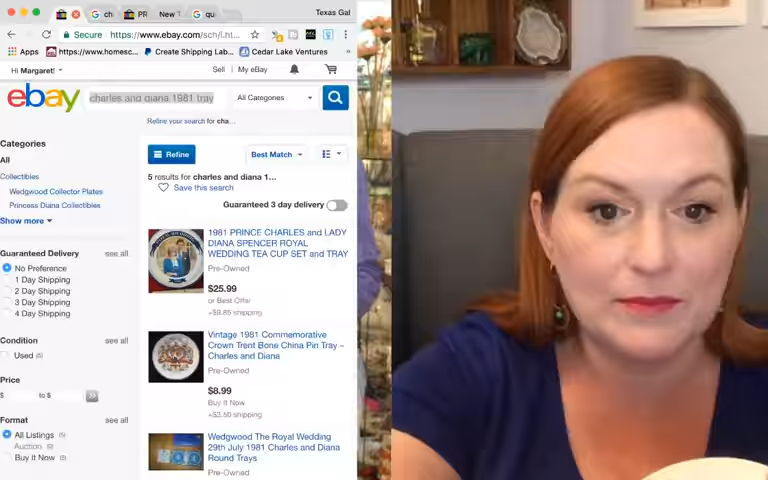 ch
PR
New T
qu
Texas Gal
Secure
https://www.ebay.com/sch/i.ht...
Apps
https://www.homesc...
Create Shipping Lab...
Cedar Lake Ventures
»
Hi Margaret!
Sell
My eBay
ebay
charles and diana 1981 tray
All Categories
Refine your search for cha...
Categories
All
Collectibles
Wedgwood Collector Plates
Princess Diana Collectibles
Show more
Refine
Best Match
5 results for charles and diana 1...
Save this search
Guaranteed 3 day delivery
Guaranteed Delivery
see all
No Preference
1 Day Shipping
2 Day Shipping
3 Day Shipping
4 Day Shipping
Condition
see all
Used (5)
Price
$
to $
Format
see all
All Listings (5)
Auction (0)
Buy It Now (5)
1981 PRINCE CHARLES and LADY
DIANA SPENCER ROYAL
WEDDING TEA CUP SET and TRAY
Pre-Owned
$25.99
or Best Offer
+$9.85 shipping
Vintage 1981 Commemorative
Crown Trent Bone China Pin Tray –
Charles and Diana
Pre-Owned
$8.99
Buy It Now
+$3.50 shipping
Wedgwood The Royal Wedding
29th July 1981 Charles and Diana
Round Trays
Pre-Owned